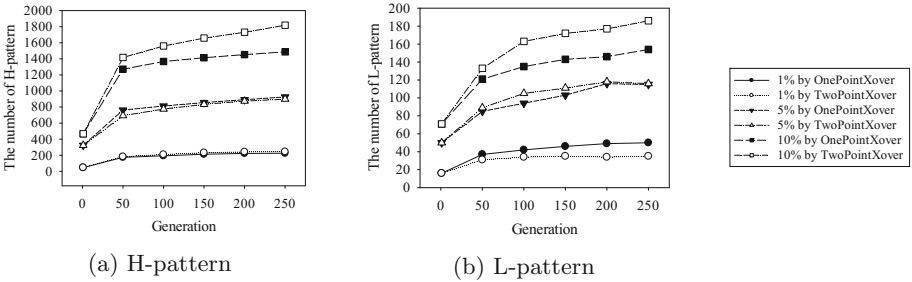 The number of H-pattern
2000
1800
1600
1400
1200
1000
800
600
400
200
0
0 50 100 150 200 250
Generation
(a) H-pattern
The number of L-pattern
200
180
160
140
120
100
80
60
40
20
0
0 50 100 150 200 250
Generation
(b) L-pattern
1% by OnePointXover
1% by TwoPointXover
5% by OnePointXover
5% by TwoPointXover
10% by OnePointXover
10% by TwoPointXover